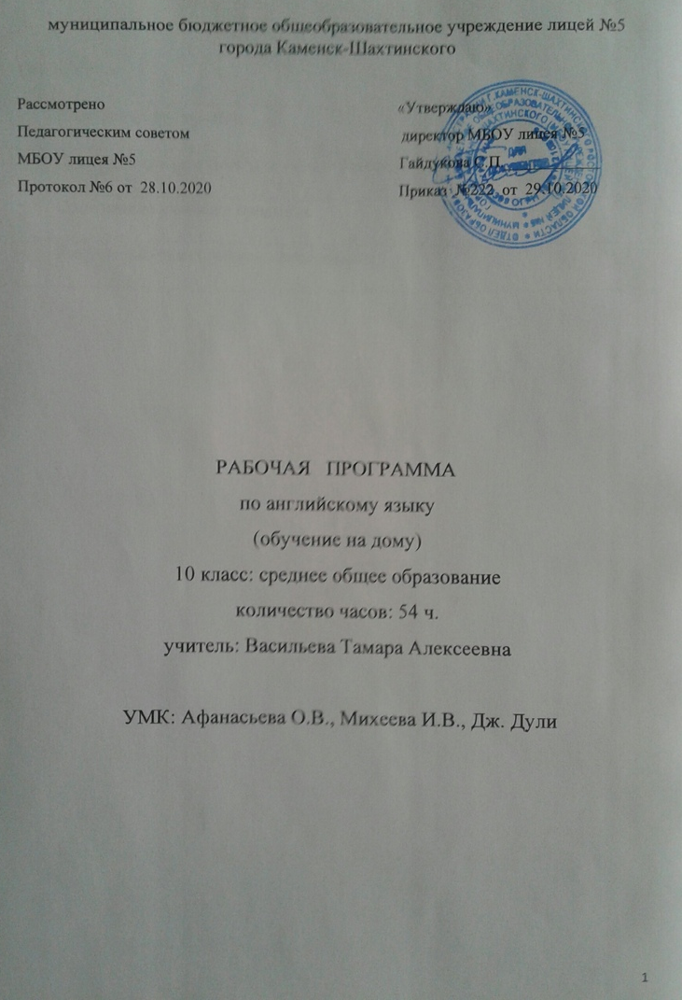 муниципальное бюджетное общеобразовательное учреждение лицей №5
города Каменск-Шахтинского
Рассмотрено
Педагогическим советом
МБОУ лицея №5
Протокол №6 от 28.10.2020
«Утверждаю»
директор МБОУ лицея №5
Гайдукова С.П.
Приказ №222 от 29.10.2020
РАБОЧАЯ ПРОГРАММА
по английскому языку
(обучение на дому)
10 класс: среднее общее образование
количество часов: 54 ч.
учитель: Васильева Тамара Алексеевна
УМК: Афанасьева О.В., Михеева И.В., Дж. Дули
1